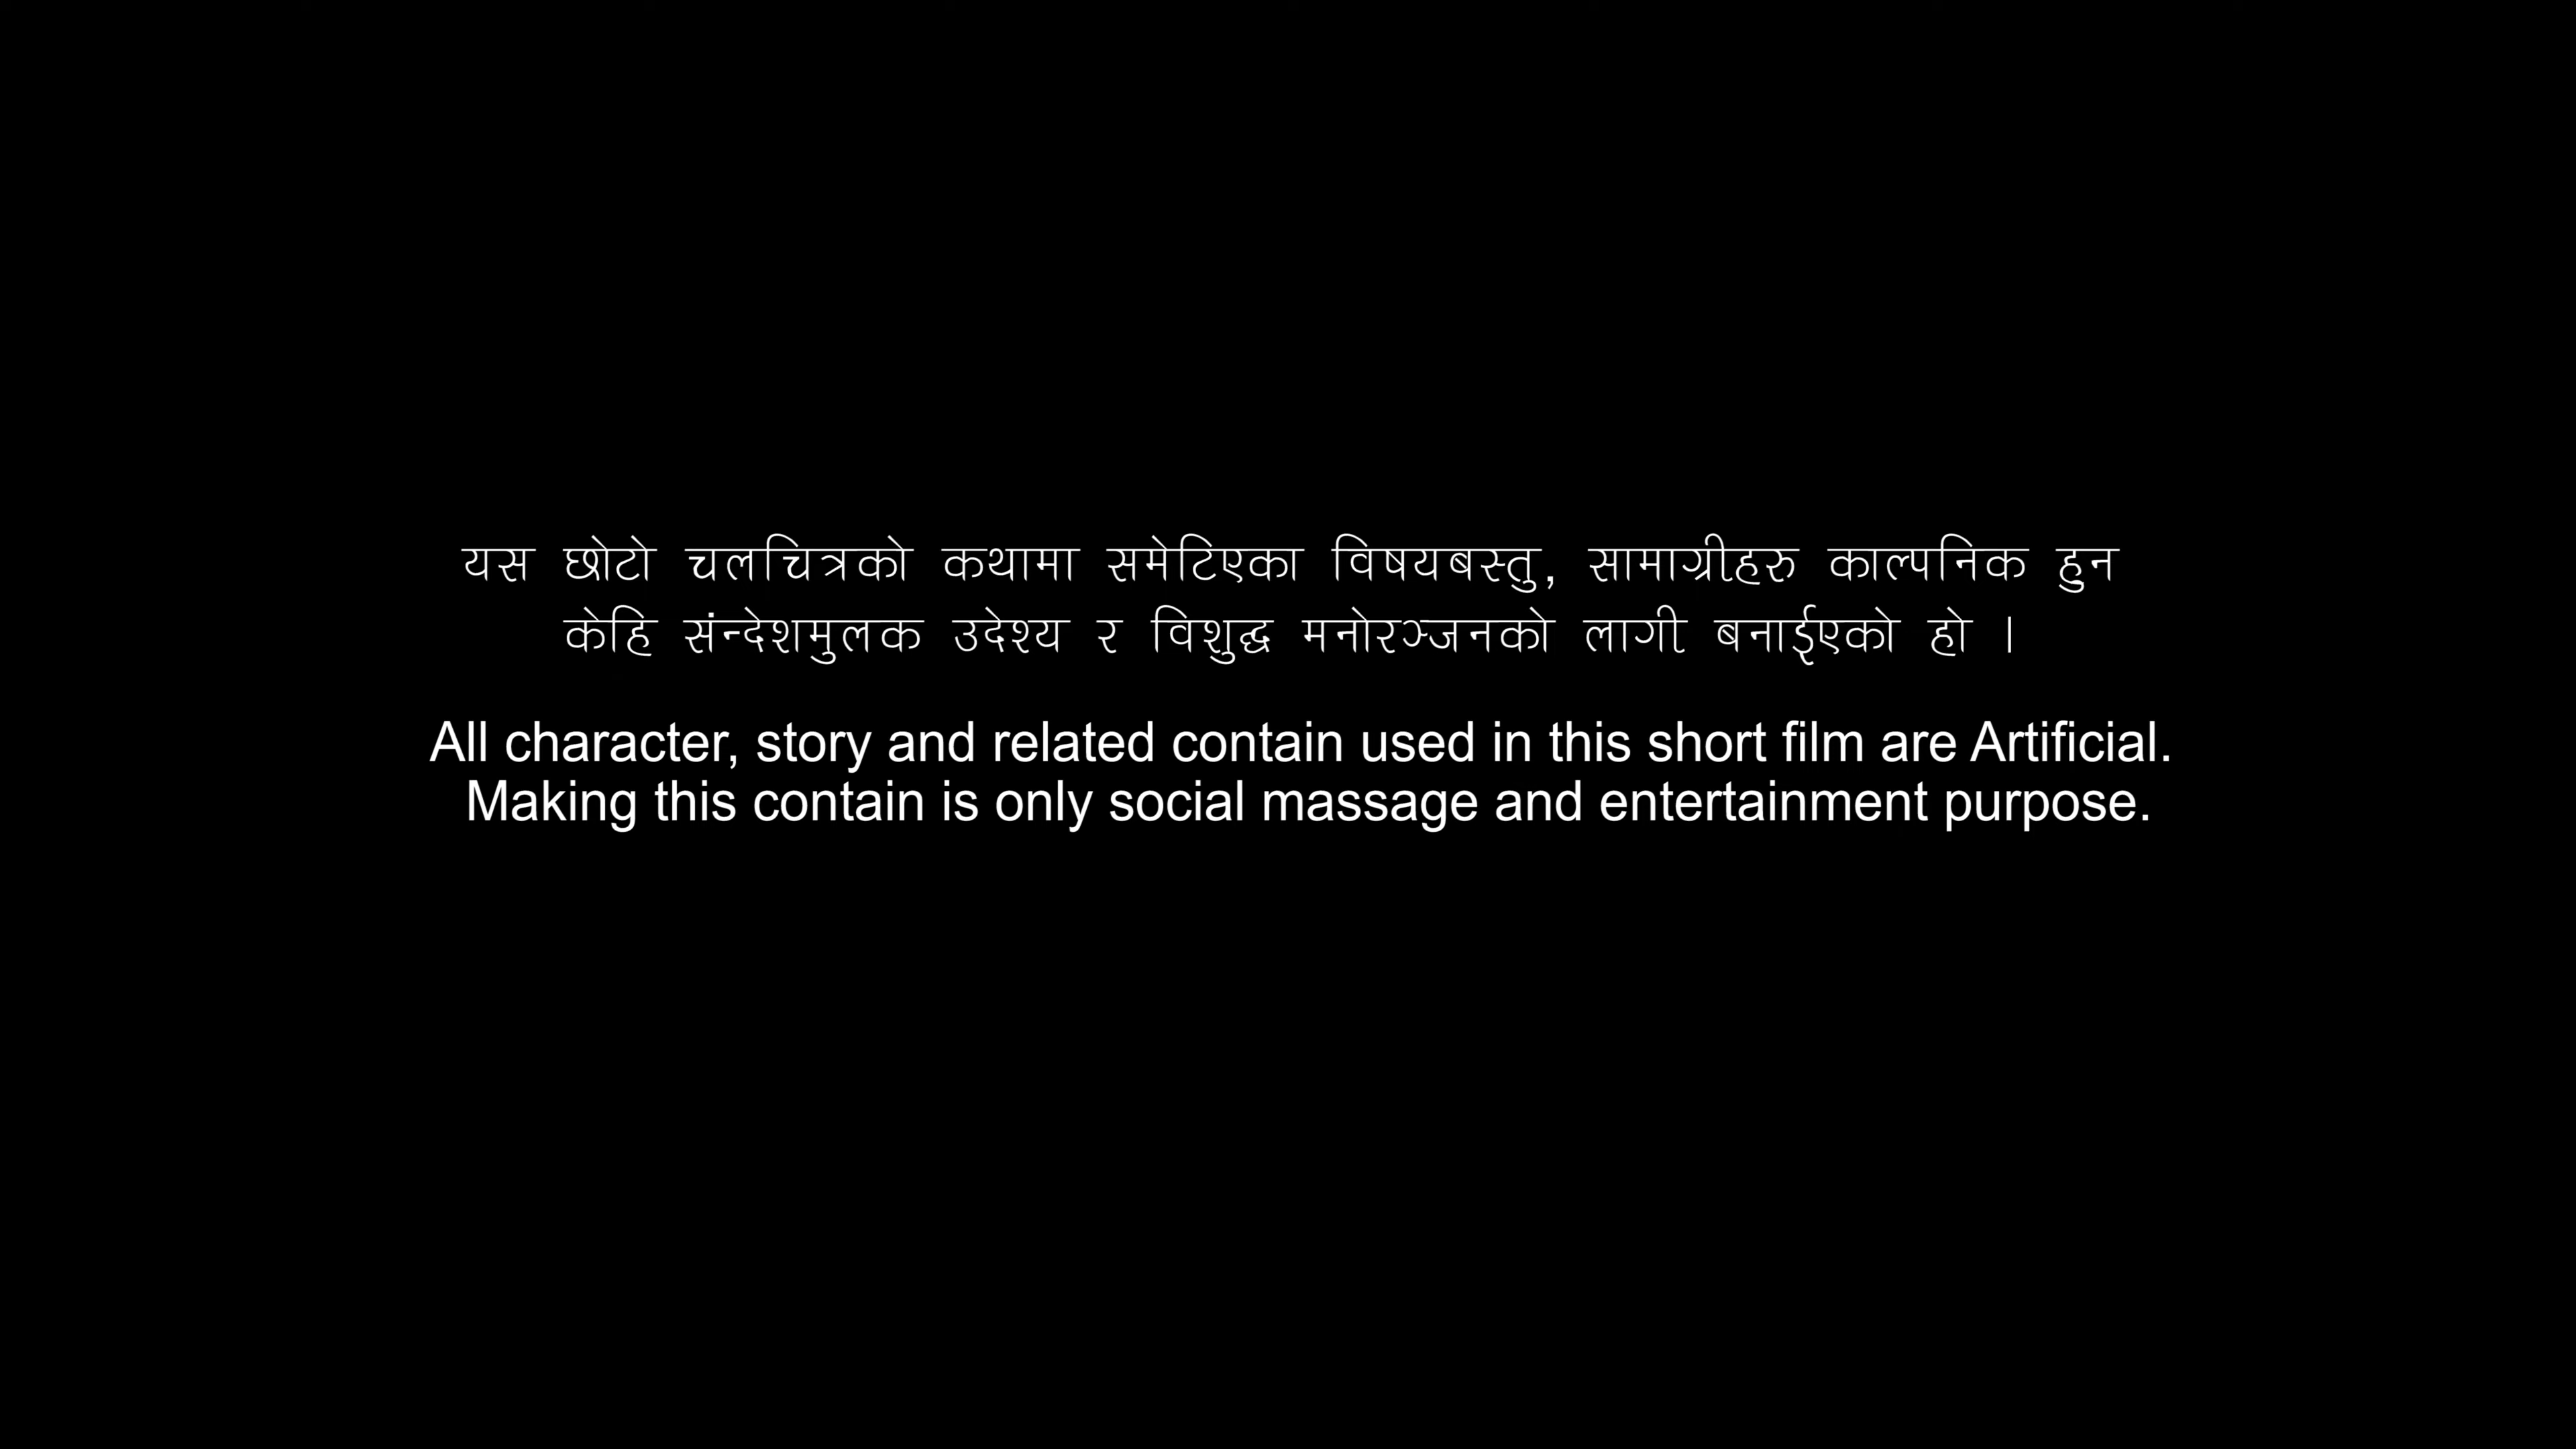 यस छोटो चलचित्रको कथामा समेटिएका विषयबस्तु, सामाग्रीहरु काल्पनिक हुन
केहि संन्देशमुलक उदेश्य र विशुद्ध मनोरञ्जनको लागी बनाईएको हो ।
All character, story and related contain used in this short film are Artificial.
Making this contain is only social massage and entertainment purpose.